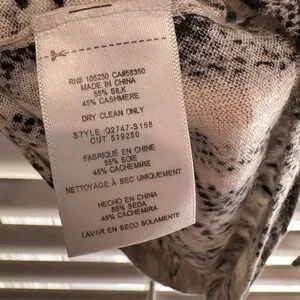 RN# 105230 CA#58350
MADE IN CHINA
55% SILK
45% CASHMERE
DRY CLEAN ONLY
STYLE Q2747-S158
CUT 519250
FABRIQUÉ EN CHINE
55% SOIE
45% CACHEMIRE
NETTOYAGE À SEC UNIQUEMENT
HECHO EN CHINA
55% SEDA
45% CACHEMIRA
LAVAR EN SECO SOLAMENTE